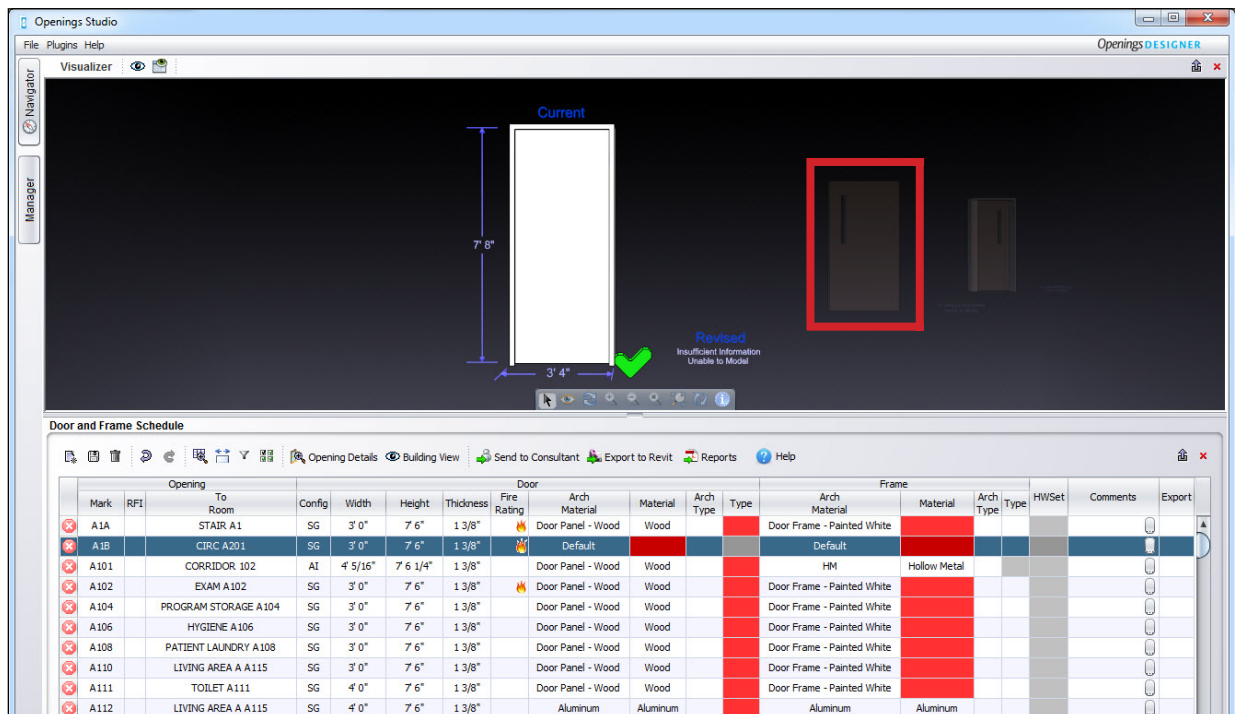 Openings Studio
File Plugins Help
Openings DESIGNER
Visualizer
Navigator
Manager
Current
7' 8"
3' 4"
Revised
Insufficient Information
Unable to Model
Door and Frame Schedule
Opening Details Building View Send to Consultant Export to Revit Reports Help
Opening Door Frame
Mark RFI To Room Config Width Height Thickness Fire Rating Arch Material Material Arch Type Type Arch Material Material Arch Type Type HWSet Comments Export
A1A STAIR A1 SG 3' 0" 7' 6" 1 3/8" Door Panel - Wood Wood Door Frame - Painted White
A1B CIRC A201 SG 3' 0" 7' 6" 1 3/8" Default Default
A101 CORRIDOR 102 AI 4' 5/16" 7' 6 1/4" 1 3/8" Door Panel - Wood Wood HM Hollow Metal
A102 EXAM A102 SG 3' 0" 7' 6" 1 3/8" Door Panel - Wood Wood Door Frame - Painted White
A104 PROGRAM STORAGE A104 SG 3' 0" 7' 6" 1 3/8" Door Panel - Wood Wood Door Frame - Painted White
A106 HYGIENE A106 SG 3' 0" 7' 6" 1 3/8" Door Panel - Wood Wood Door Frame - Painted White
A108 PATIENT LAUNDRY A108 SG 3' 0" 7' 6" 1 3/8" Door Panel - Wood Wood Door Frame - Painted White
A110 LIVING AREA A A115 SG 3' 0" 7' 6" 1 3/8" Door Panel - Wood Wood Door Frame - Painted White
A111 TOILET A111 SG 4' 0" 7' 6" 1 3/8" Door Panel - Wood Wood Door Frame - Painted White
A112 LIVING AREA A A115 SG 4' 0" 7' 6" 1 3/8" Aluminum Aluminum Aluminum Aluminum